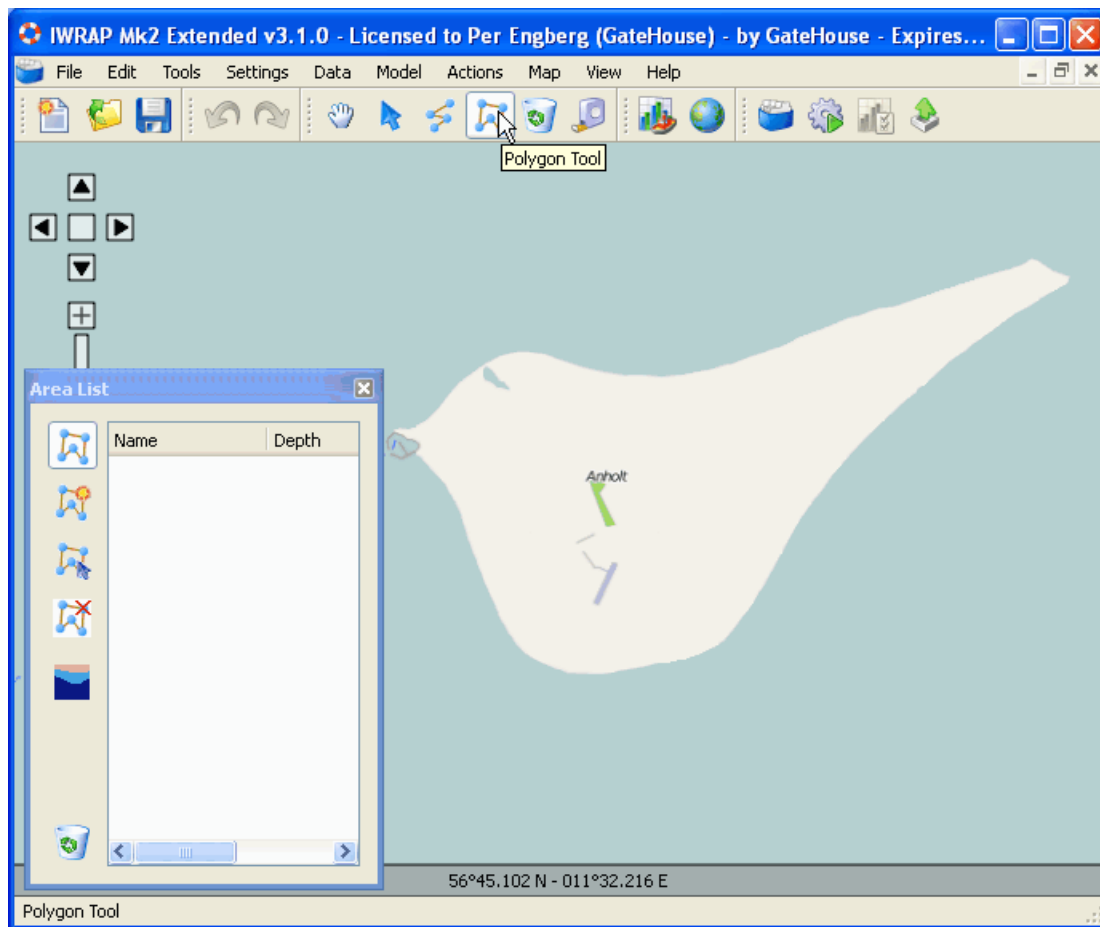 IWRAP Mk2 Extended v3.1.0 - Licensed to Per Engberg (GateHouse) - by GateHouse - Expires...
File Edit Tools Settings Data Model Actions Map View Help
Polygon Tool
Area List
Name Depth
Anholt
56°45.102 N - 011°32.216 E
Polygon Tool